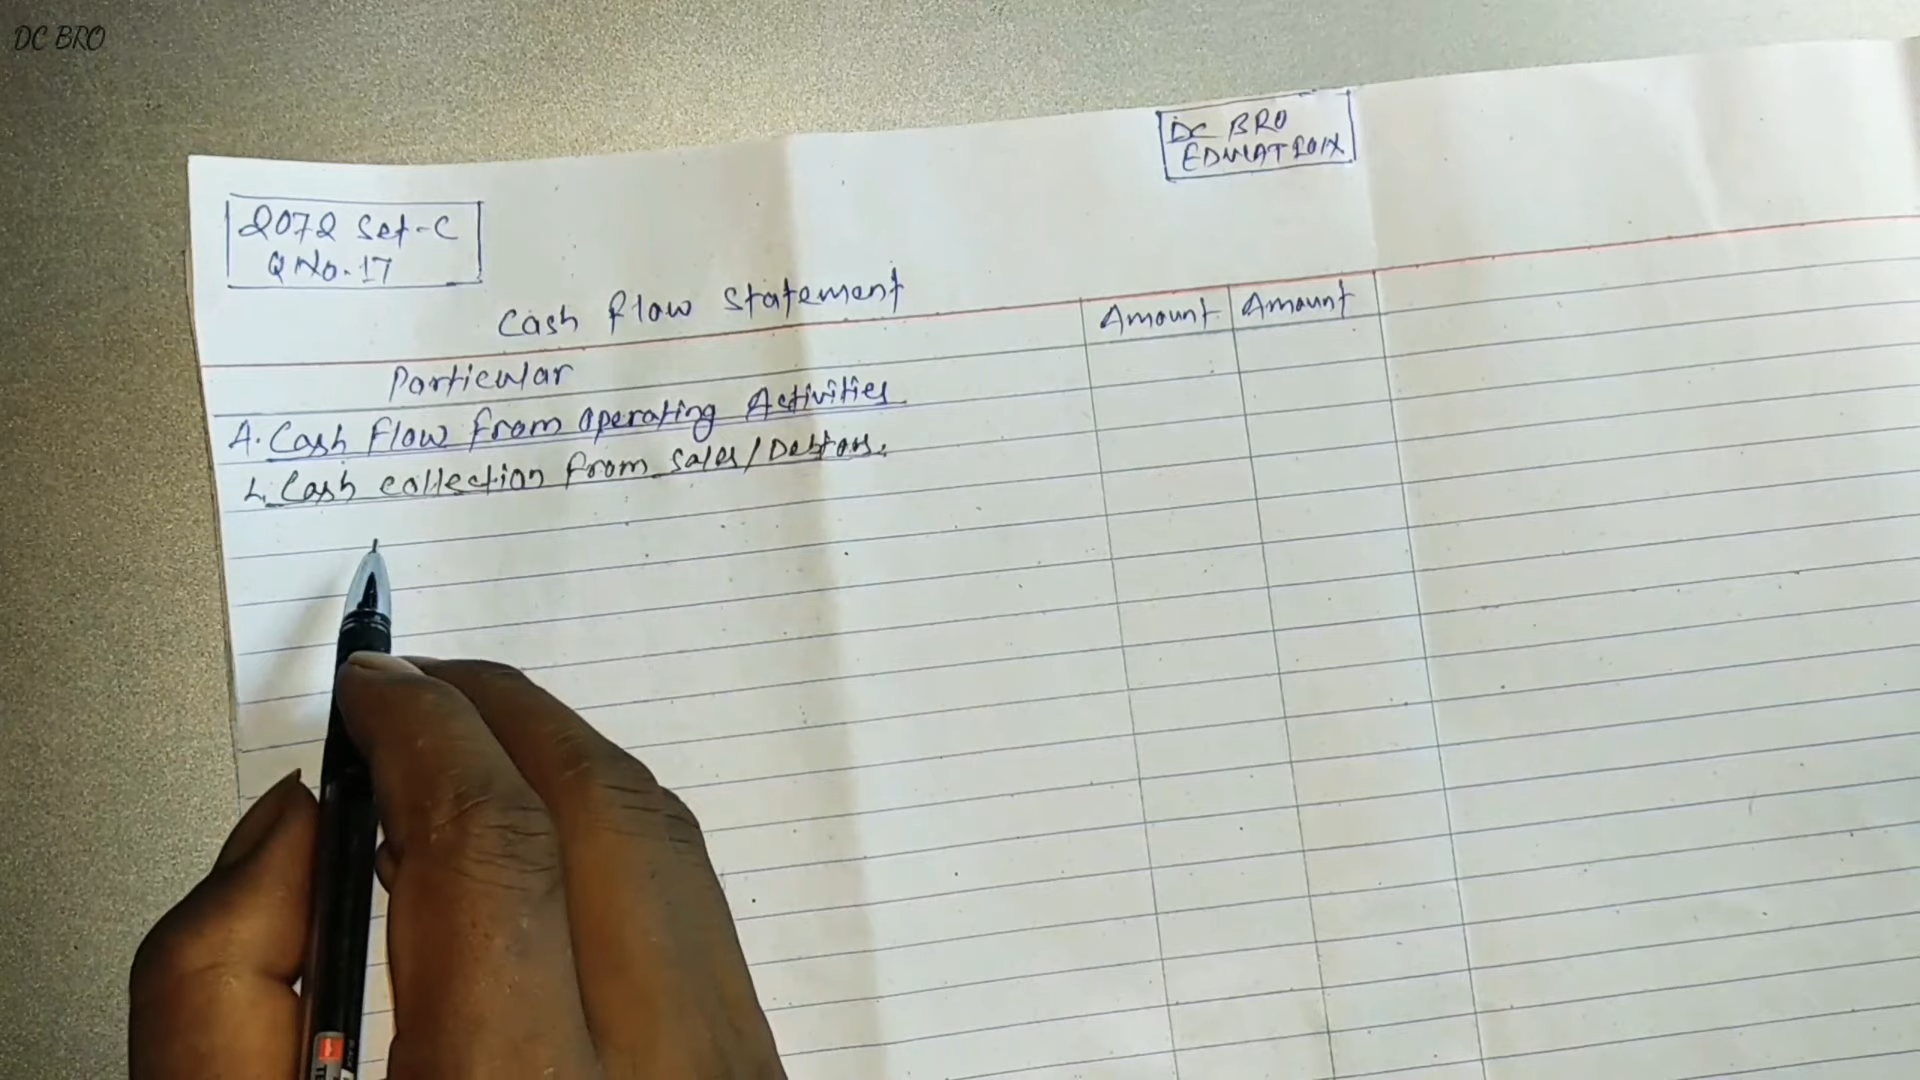 DC BRO
DC BRO
EDUCATION
2072 Set-C
Q No. 17
Cash flow statement
Particular
Amount
Amount
A. Cash flow from operating Activities
1. Cash collection from sales/Debtors.